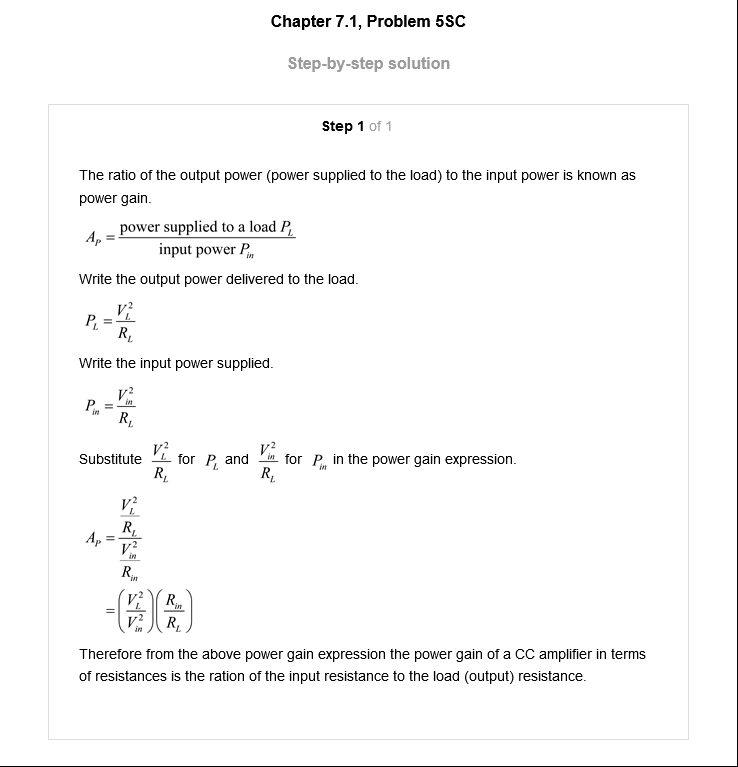 Chapter 7.1, Problem 5SC
Step-by-step solution
Step 1 of 1
The ratio of the output power (power supplied to the load) to the input power is known as
power gain.
A_P = \frac{power supplied to a load P_L}{input power P_{in}}
Write the output power delivered to the load.
P_L = \frac{V_L^2}{R_L}
Write the input power supplied.
P_{in} = \frac{V_{in}^2}{R_L}
Substitute \frac{V_L^2}{R_L} for P_L and \frac{V_{in}^2}{R_L} for P_{in} in the power gain expression.
A_P = \frac{\frac{V_L^2}{R_L}}{\frac{V_{in}^2}{R_{in}}}
= \left(\frac{V_L^2}{V_{in}^2}\right)\left(\frac{R_{in}}{R_L}\right)
Therefore from the above power gain expression the power gain of a CC amplifier in terms
of resistances is the ration of the input resistance to the load (output) resistance.